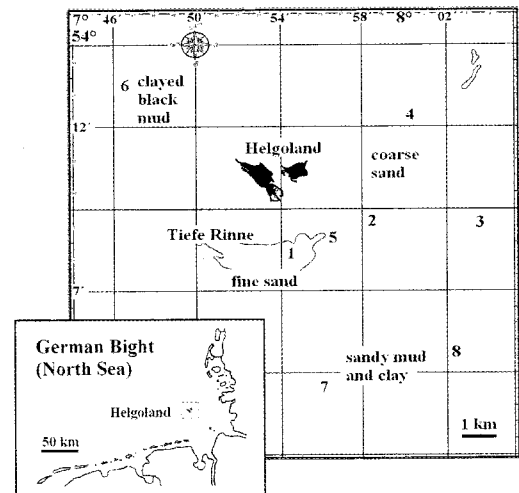 7° 46' 50 54 58 8° 02
54°
6 clayed
black
mud
4
12'
Helgoland
coarse
sand
2
3
Tiefe Rinne
5
1
fine sand
7'
German Bight
(North Sea)
Helgoland
50 km
sandy mud
and clay
8
7
1 km